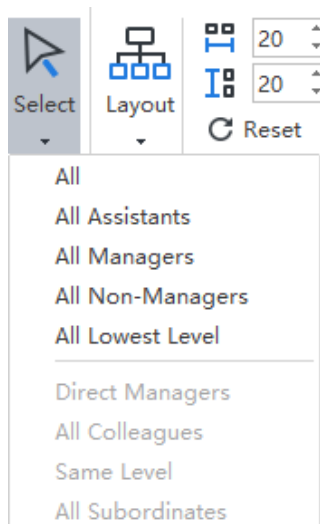 20
20
Select
Layout
Reset
All
All Assistants
All Managers
All Non-Managers
All Lowest Level
Direct Managers
All Colleagues
Same Level
All Subordinates